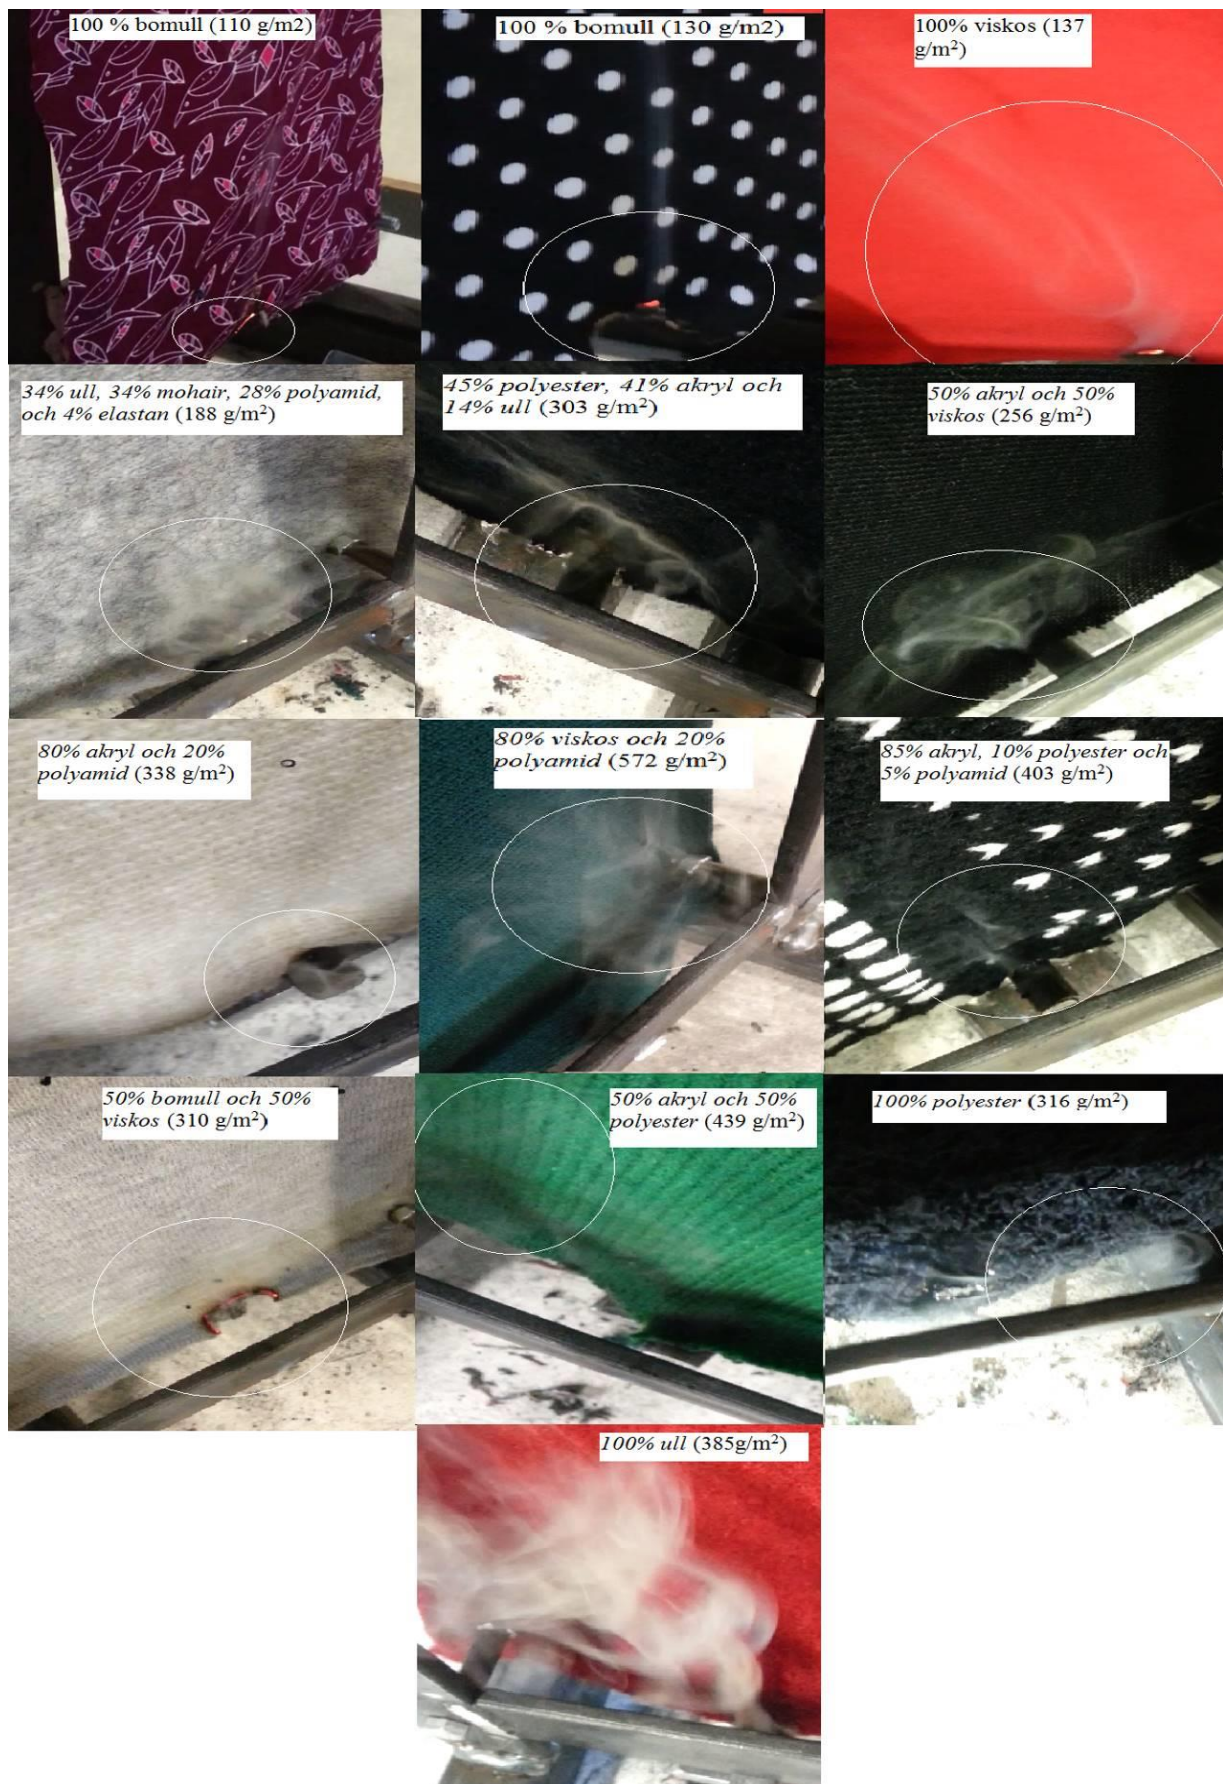 100 % bomull (110 g/m2)
100 % bomull (130 g/m2)
100% viskos (137
g/m²)
34% ull, 34% mohair, 28% polyamid,
och 4% elastan (188 g/m²)
45% polyester, 41% akryl och
14% ull (303 g/m²)
50% akryl och 50%
viskos (256 g/m²)
80% akryl och 20%
polyamid (338 g/m²)
80% viskos och 20%
polyamid (572 g/m²)
85% akryl, 10% polyester och
5% polyamid (403 g/m²)
50% bomull och 50%
viskos (310 g/m²)
50% akryl och 50%
polyester (439 g/m²)
100% polyester (316 g/m²)
100% ull (385g/m²)